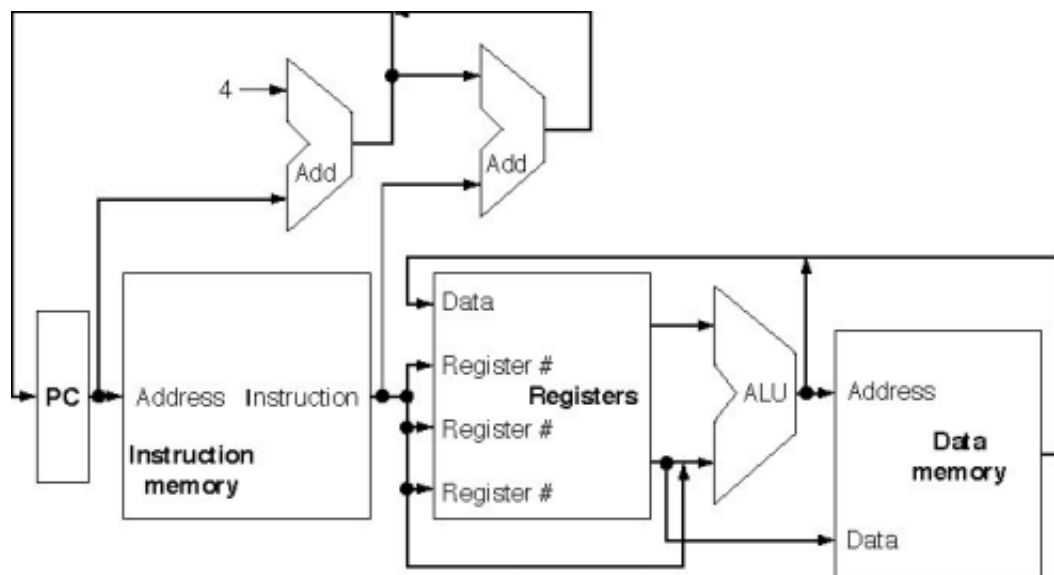 4
Add
Add
Data
Register #
Registers
Register #
Register #
PC
Address
Instruction
Instruction
memory
ALU
Address
Data
memory
Data